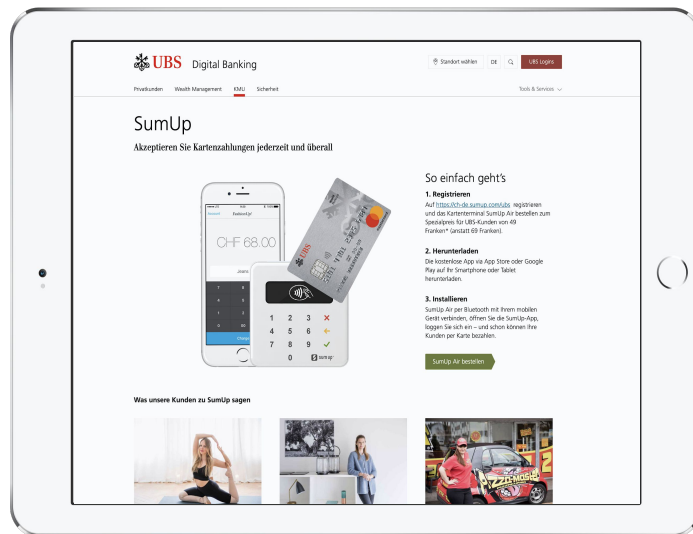 UBS Digital Banking
Standort wählen
DE
UBS Logins
Privatkunden
Wealth Management
KMU
Sicherheit
Tools & Services
SumUp
Akzeptieren Sie Kartenzahlungen jederzeit und überall
CHF 68.00
UBS
1 2 3
4 5 6
7 8 9
0 sumup
So einfach geht's
1. Registrieren
Auf https://ch-de.sumup.com/ubs registrieren
und das Kartenterminal SumUp Air bestellen zum
Spezialpreis für UBS-Kunden von 49
Franken* (anstatt 69 Franken).
2. Herunterladen
Die kostenlose App via App Store oder Google
Play auf Ihr Smartphone oder Tablet
herunterladen.
3. Installieren
SumUp Air per Bluetooth mit Ihrem mobilen
Gerät verbinden, öffnen Sie die SumUp-App,
loggen Sie sich ein – und schon können Ihre
Kunden per Karte bezahlen.
SumUp Air bestellen
Was unsere Kunden zu SumUp sagen